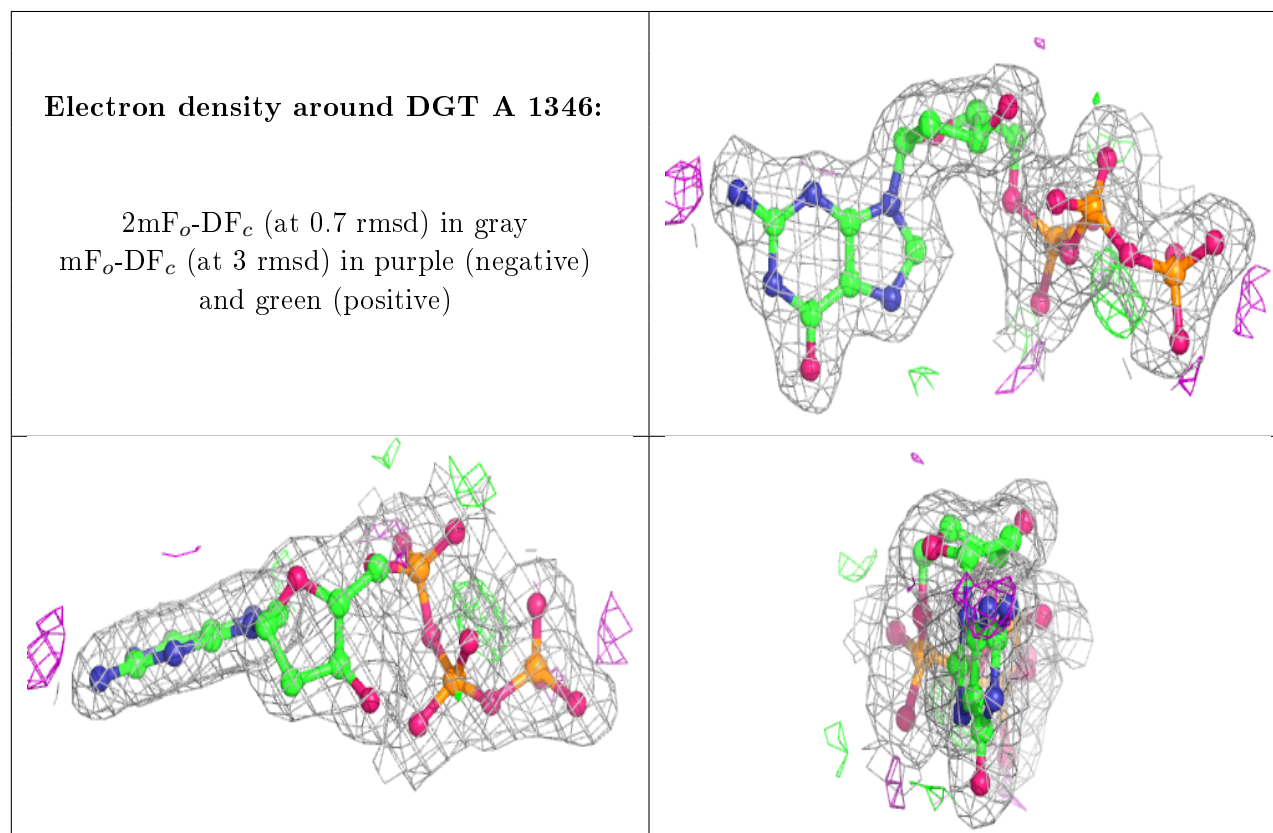 Electron density around DGT A 1346:
2mFo-DFc (at 0.7 rmsd) in gray
mFo-DFc (at 3 rmsd) in purple (negative)
and green (positive)